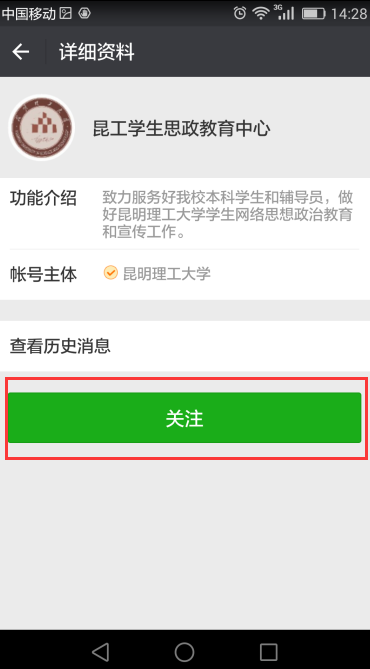 中国移动 3G 14:28
详细资料
昆工学生思政教育中心
功能介绍 致力服务好我校本科学生和辅导员，做
好昆明理工大学学生网络思想政治教育
和宣传工作。
帐号主体 昆明理工大学
查看历史消息
关注